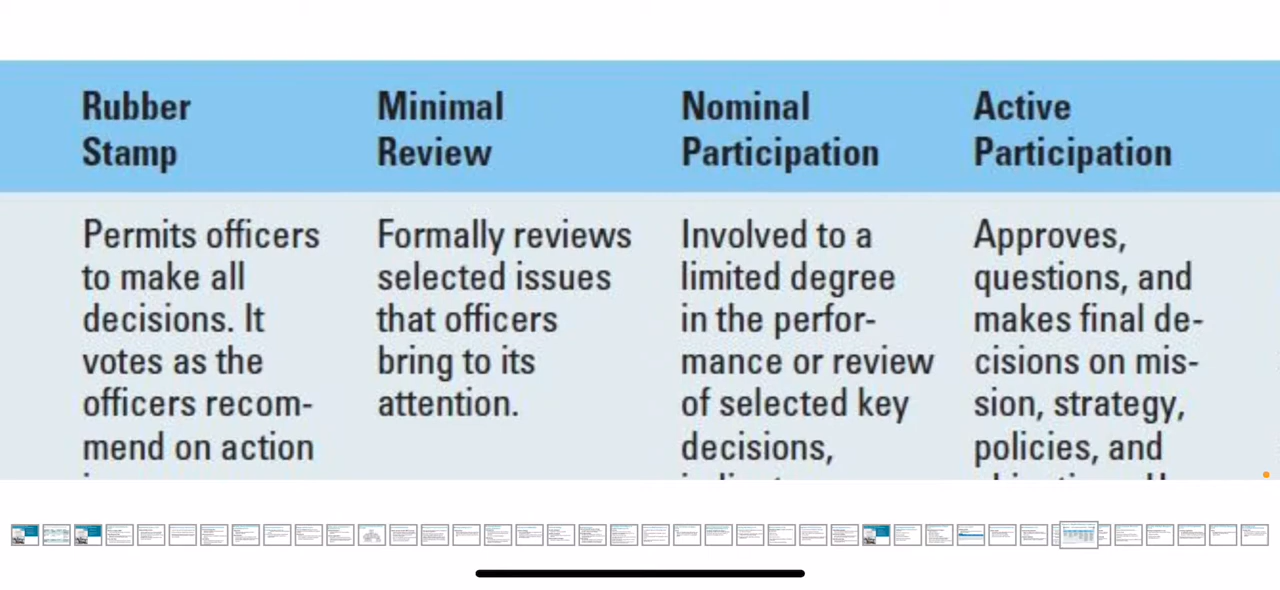 Rubber
Stamp
Minimal
Review
Nominal
Participation
Active
Participation
Permits officers
to make all
decisions. It
votes as the
officers recom-
mend on action
Formally reviews
selected issues
that officers
bring to its
attention.
Involved to a
limited degree
in the perfor-
mance or review
of selected key
decisions,
Approves,
questions, and
makes final de-
cisions on mis-
sion, strategy,
policies, and